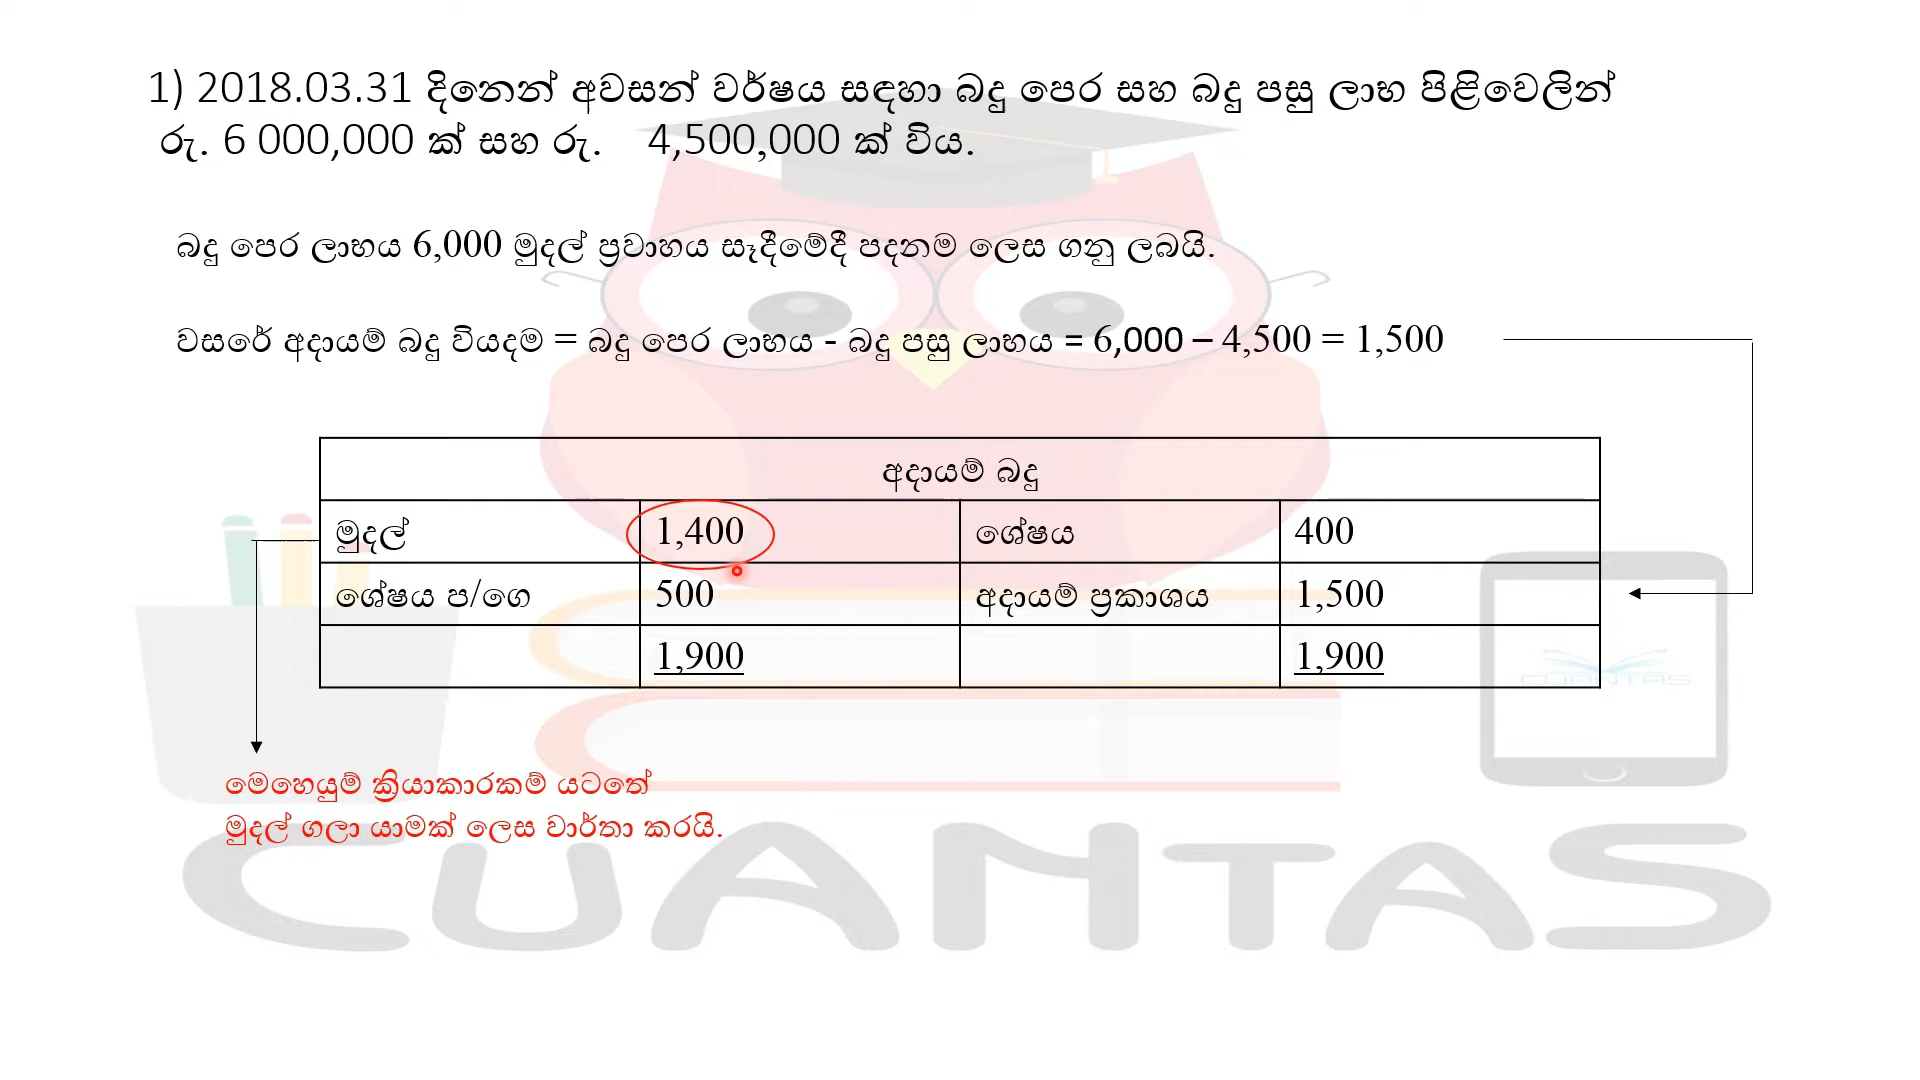 1) 2018.03.31 දිනෙන් අවසන් වර්ෂය සඳහා බදු පෙර සහ බදු පසු ලාභ පිළිවෙලින්
රු. 6 000,000 ක් සහ රු. 4,500,000 ක් විය.
බදු පෙර ලාභය 6,000 මුදල් ප්‍රවාහය සෑදීමේදී පදනම ලෙස ගනු ලබයි.
වසරේ අදායම් බදු වියදම = බදු පෙර ලාභය - බදු පසු ලාභය = 6,000 – 4,500 = 1,500
අදායම් බදු
මුදල් 1,400 ශේෂය 400
ශේෂය ප/ගෙ 500 අදායම් ප්‍රකාශය 1,500
1,900 1,900
මෙහෙයුම් ක්‍රියාකාරකම් යටතේ
මුදල් ගලා යාමක් ලෙස වාර්තා කරයි.
CUANTAS
CUANTAS